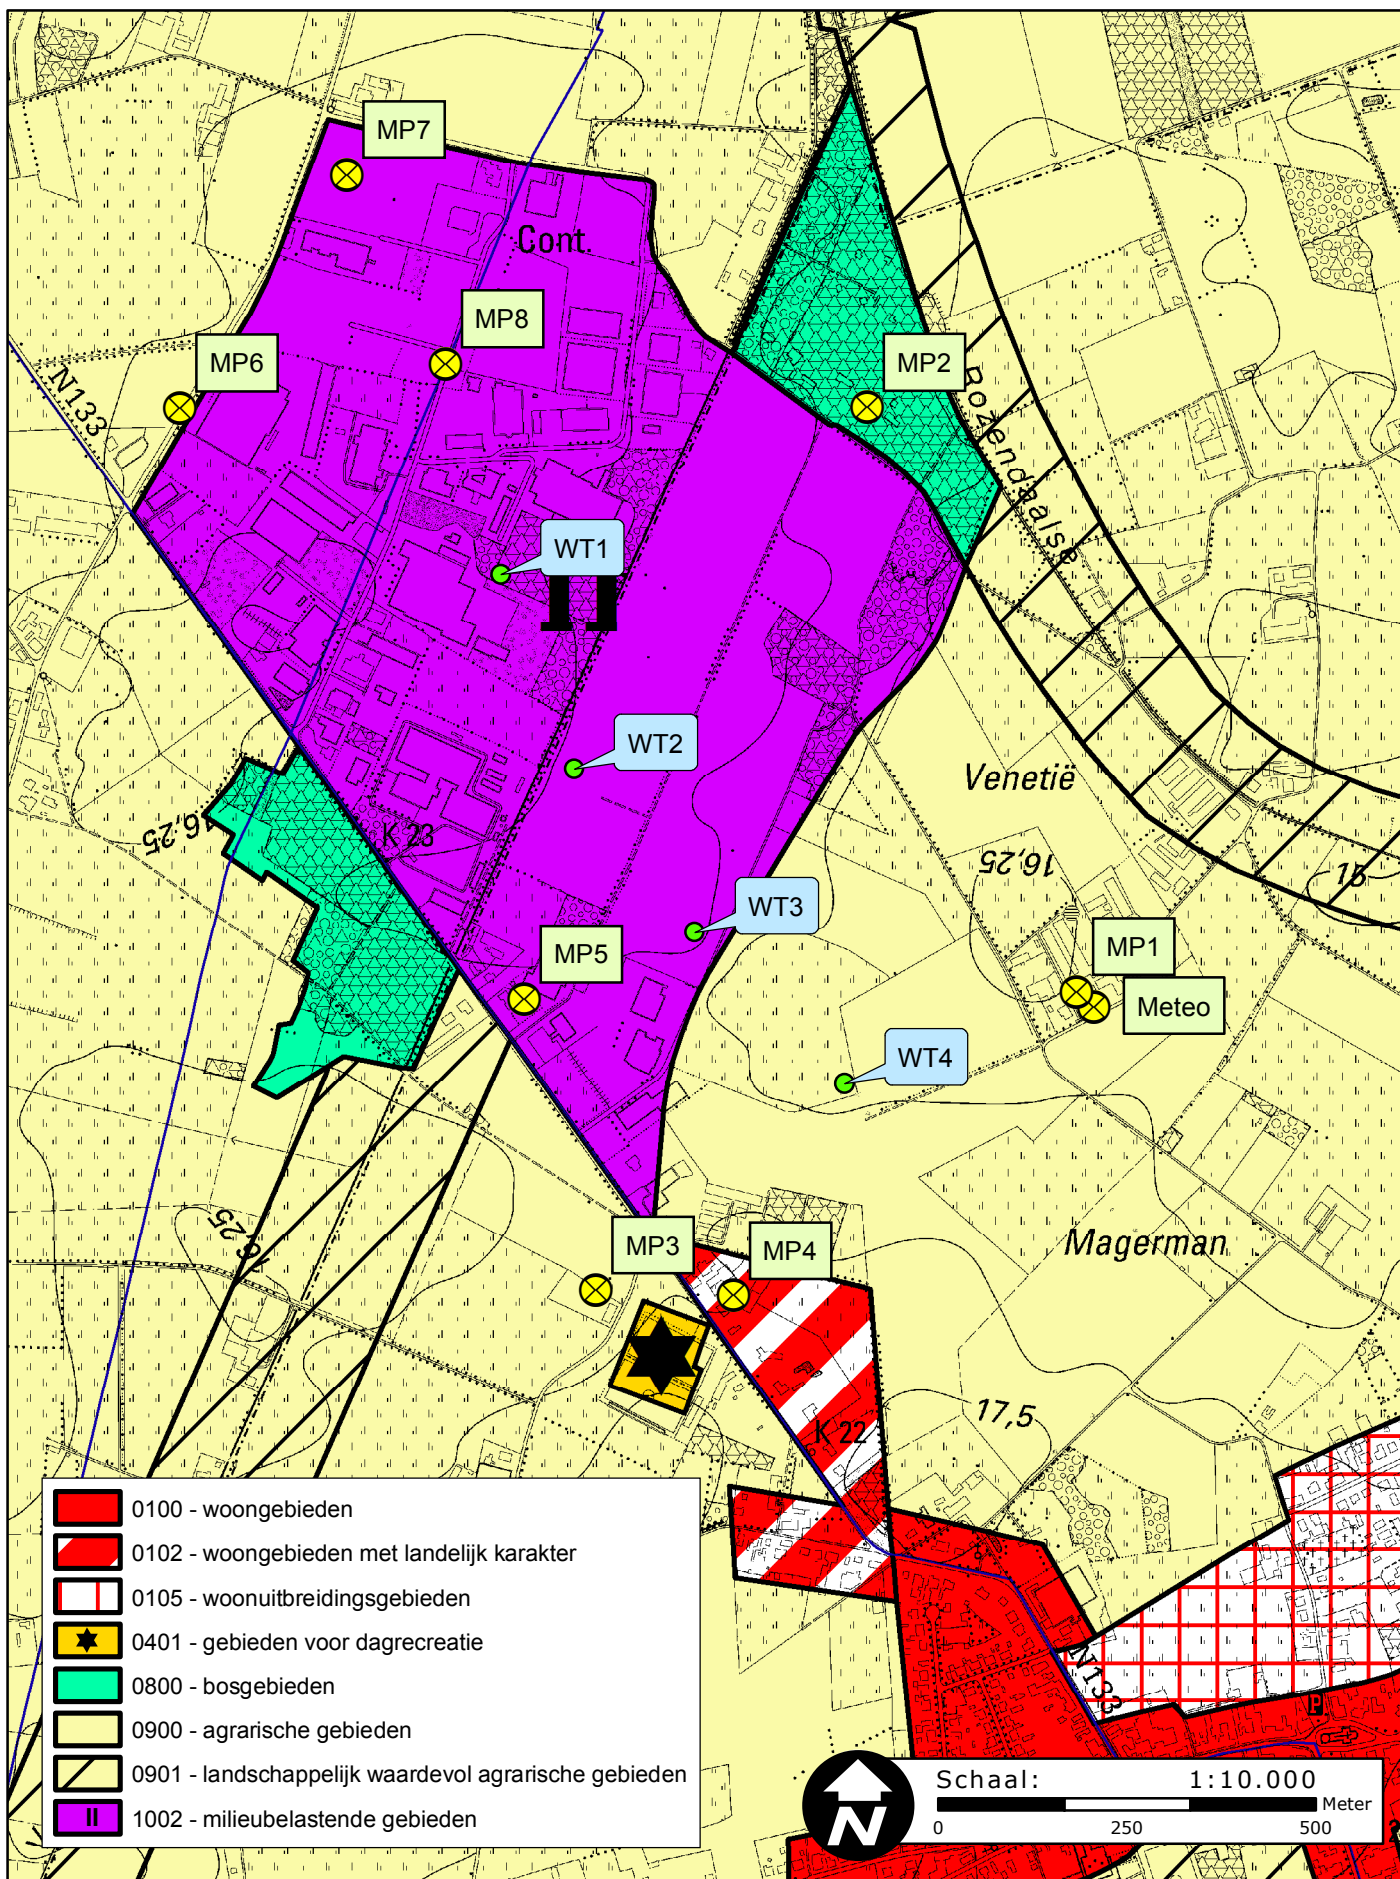 MP7
Cont.
MP8
MP6
MP2
N133
Rozendaalse
WT1
II
WT2
Venetië
K 23
16,25
16,25
15
WT3
MP1
MP5
Meteo
WT4
16,25
MP3
MP4
Magerman
17,5
K 22
0100 - woongebieden
0102 - woongebieden met landelijk karakter
0105 - woonuitbreidingsgebieden
0401 - gebieden voor dagrecreatie
0800 - bosgebieden
0900 - agrarische gebieden
0901 - landschappelijk waardevol agrarische gebieden
II 1002 - milieubelastende gebieden
N133
P
N
Schaal: 1:10.000
Meter
0 250 500